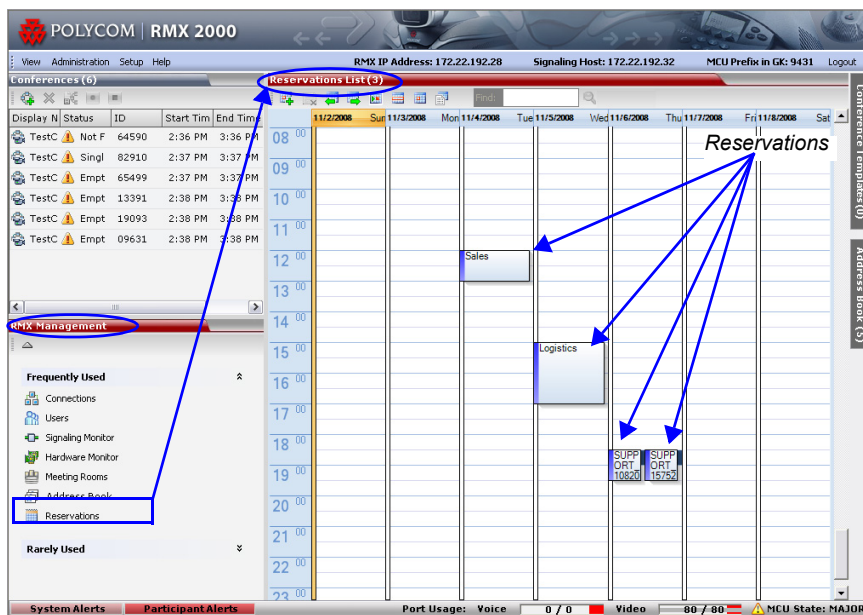 POLYCOM | RMX 2000
View Administration Setup Help RMX IP Address: 172.22.192.28 Signaling Host: 172.22.192.32 MCU Prefix in GK: 9431 Logout
Conferences (6)
Display N Status ID Start Tim End Time
TestC Not F 64590 2:36 PM 3:36 PM
TestC Singl 82910 2:37 PM 3:37 PM
TestC Empt 65499 2:37 PM 3:37 PM
TestC Empt 13391 2:38 PM 3:38 PM
TestC Empt 19093 2:38 PM 3:38 PM
TestC Empt 09631 2:38 PM 3:38 PM
RMX Management
Frequently Used
Connections
Users
Signaling Monitor
Hardware Monitor
Meeting Rooms
Address Book
Reservations
Rarely Used
Reservations List (3)
Find:
11/2/2008 Sun 11/3/2008 Mon 11/4/2008 Tue 11/5/2008 Wed 11/6/2008 Thu 11/7/2008 Fri 11/8/2008 Sat
Reservations
08 00
09 00
10 00
11 00
12 00
13 00
14 00
15 00
16 00
17 00
18 00
19 00
20 00
21 00
22 00
23 00
Sales
Logistics
SUPP
ORT_
10820
SUPP
ORT_
15752
Conference Templates (0)
Address Book (5)
System Alerts Participant Alerts Port Usage: Voice 0 / 0 Video 80 / 80 MCU State: MAJOR